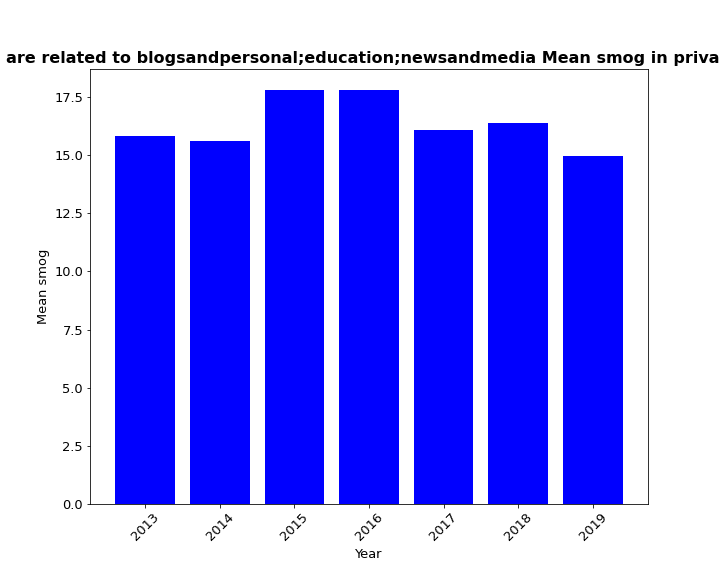 are related to blogsandpersonal;education;newsandmedia Mean smog in priva
17.5
15.0
12.5
10.0
7.5
5.0
2.5
0.0
Mean smog
2013 2014 2015 2016 2017 2018 2019
Year